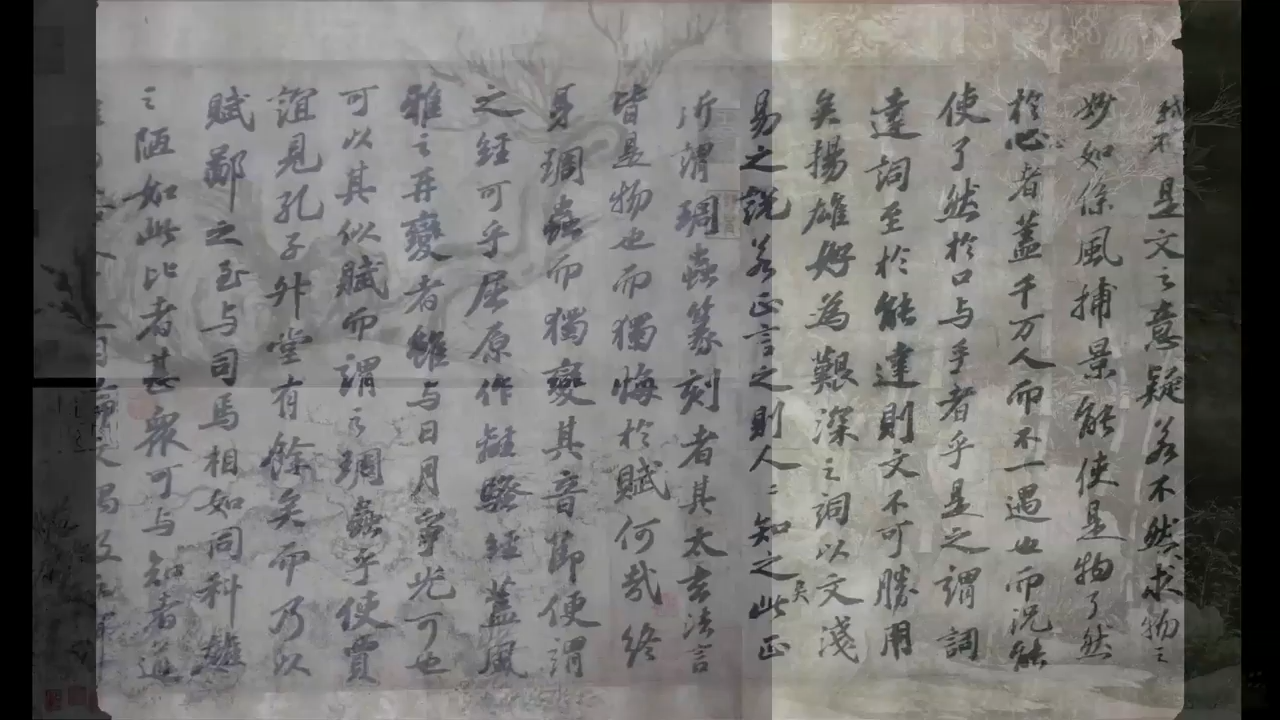 是文之意疑若不然求物之
妙如係風捕景能使是物了然
於心者蓋千万人而不一遇也而况能
使了然於口与手者乎是之謂詞
達詞至於能達則文不可勝用
矣揚雄好為艱深之詞以文淺
易之説若正言之則人〻知之矣此正
所謂琱蟲篆刻者其太玄法言
皆是物也而獨悔於賦何哉終
身琱蟲而獨變其音節便謂
之經可乎屈原作離騷經蓋風
雅之再變者雖与日月爭光可也
可以其似賦而謂之琱蟲乎使賈
誼見孔子升堂有餘矣而乃以
賦鄙之至与司馬相如同科雄
之陋如此比者甚衆可与知者道